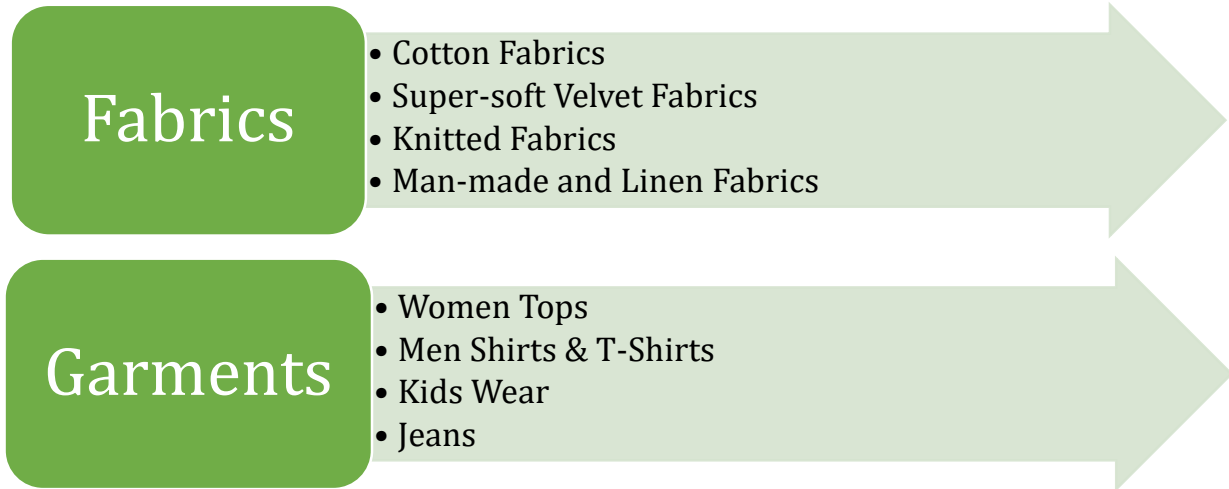 Fabrics
• Cotton Fabrics
• Super-soft Velvet Fabrics
• Knitted Fabrics
• Man-made and Linen Fabrics
Garments
• Women Tops
• Men Shirts & T-Shirts
• Kids Wear
• Jeans